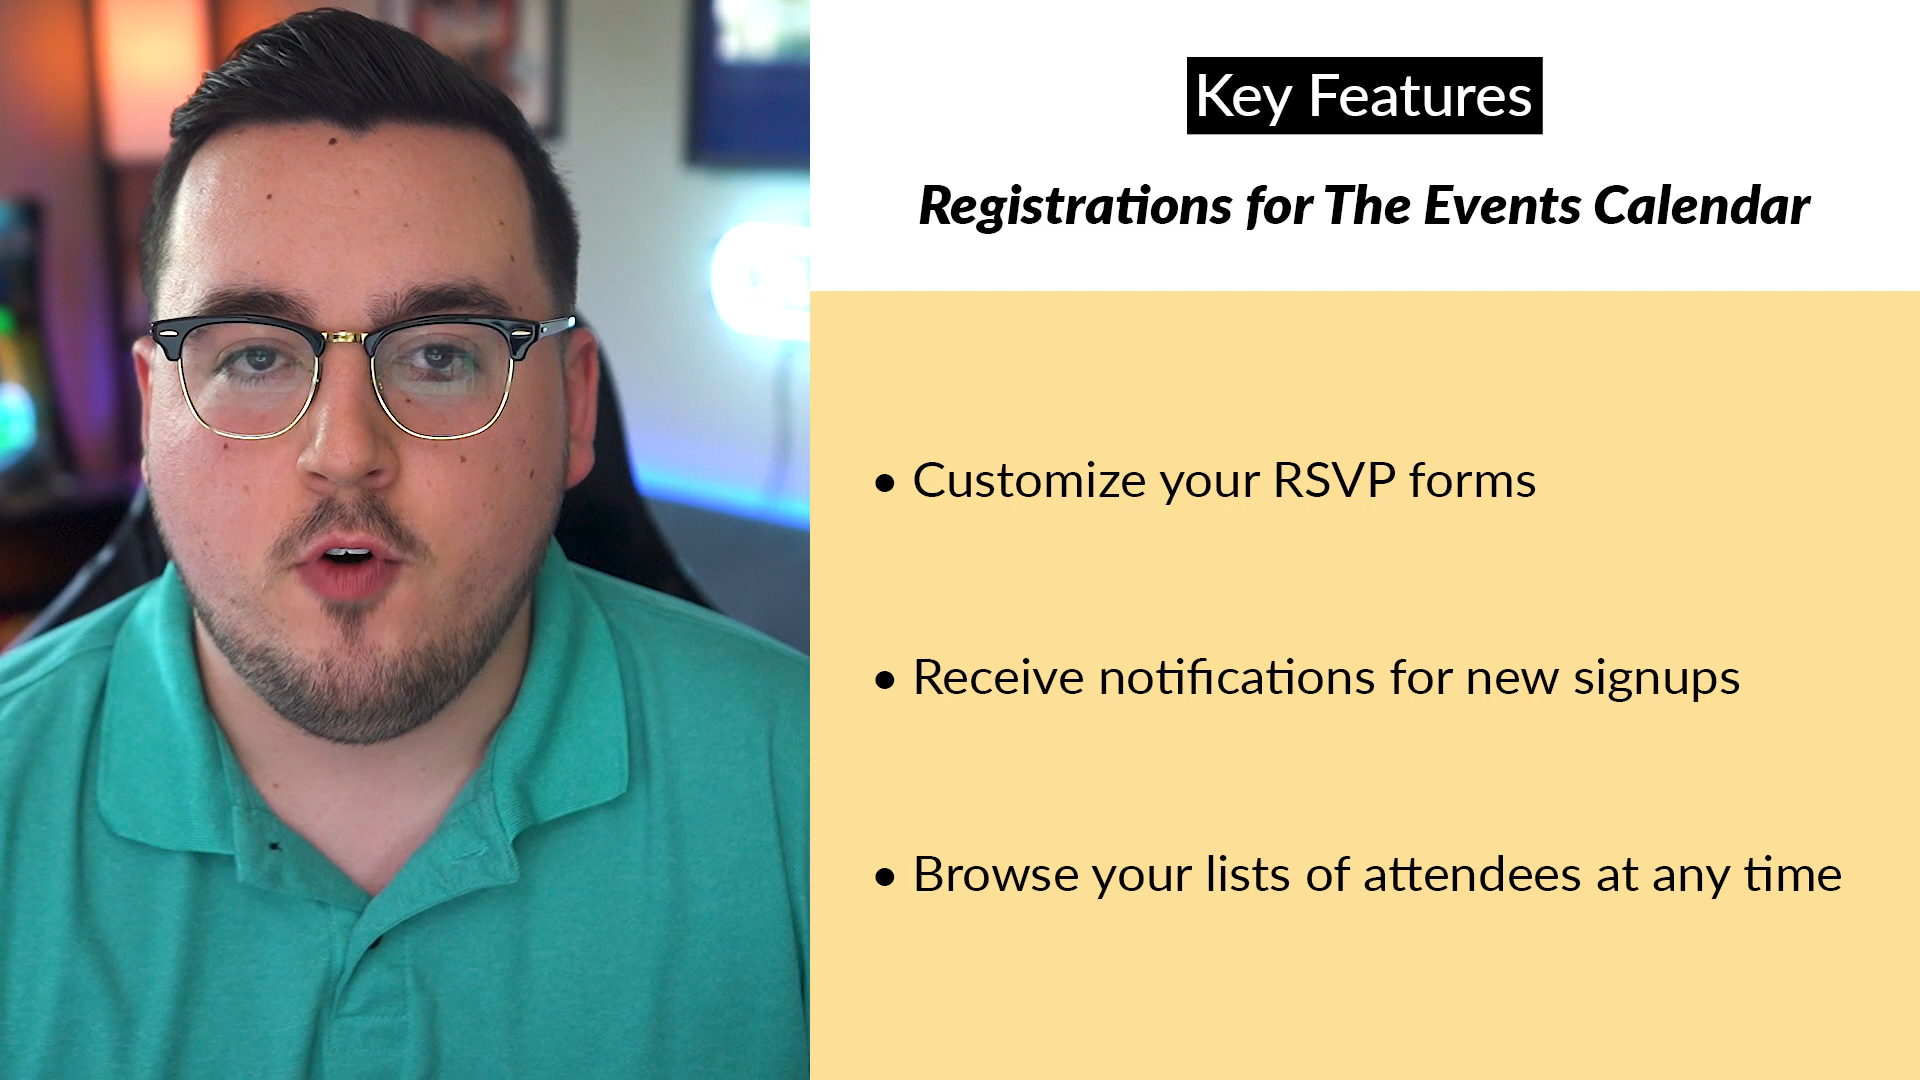 Key Features
Registrations for The Events Calendar
• Customize your RSVP forms
• Receive notifications for new signups
• Browse your lists of attendees at any time